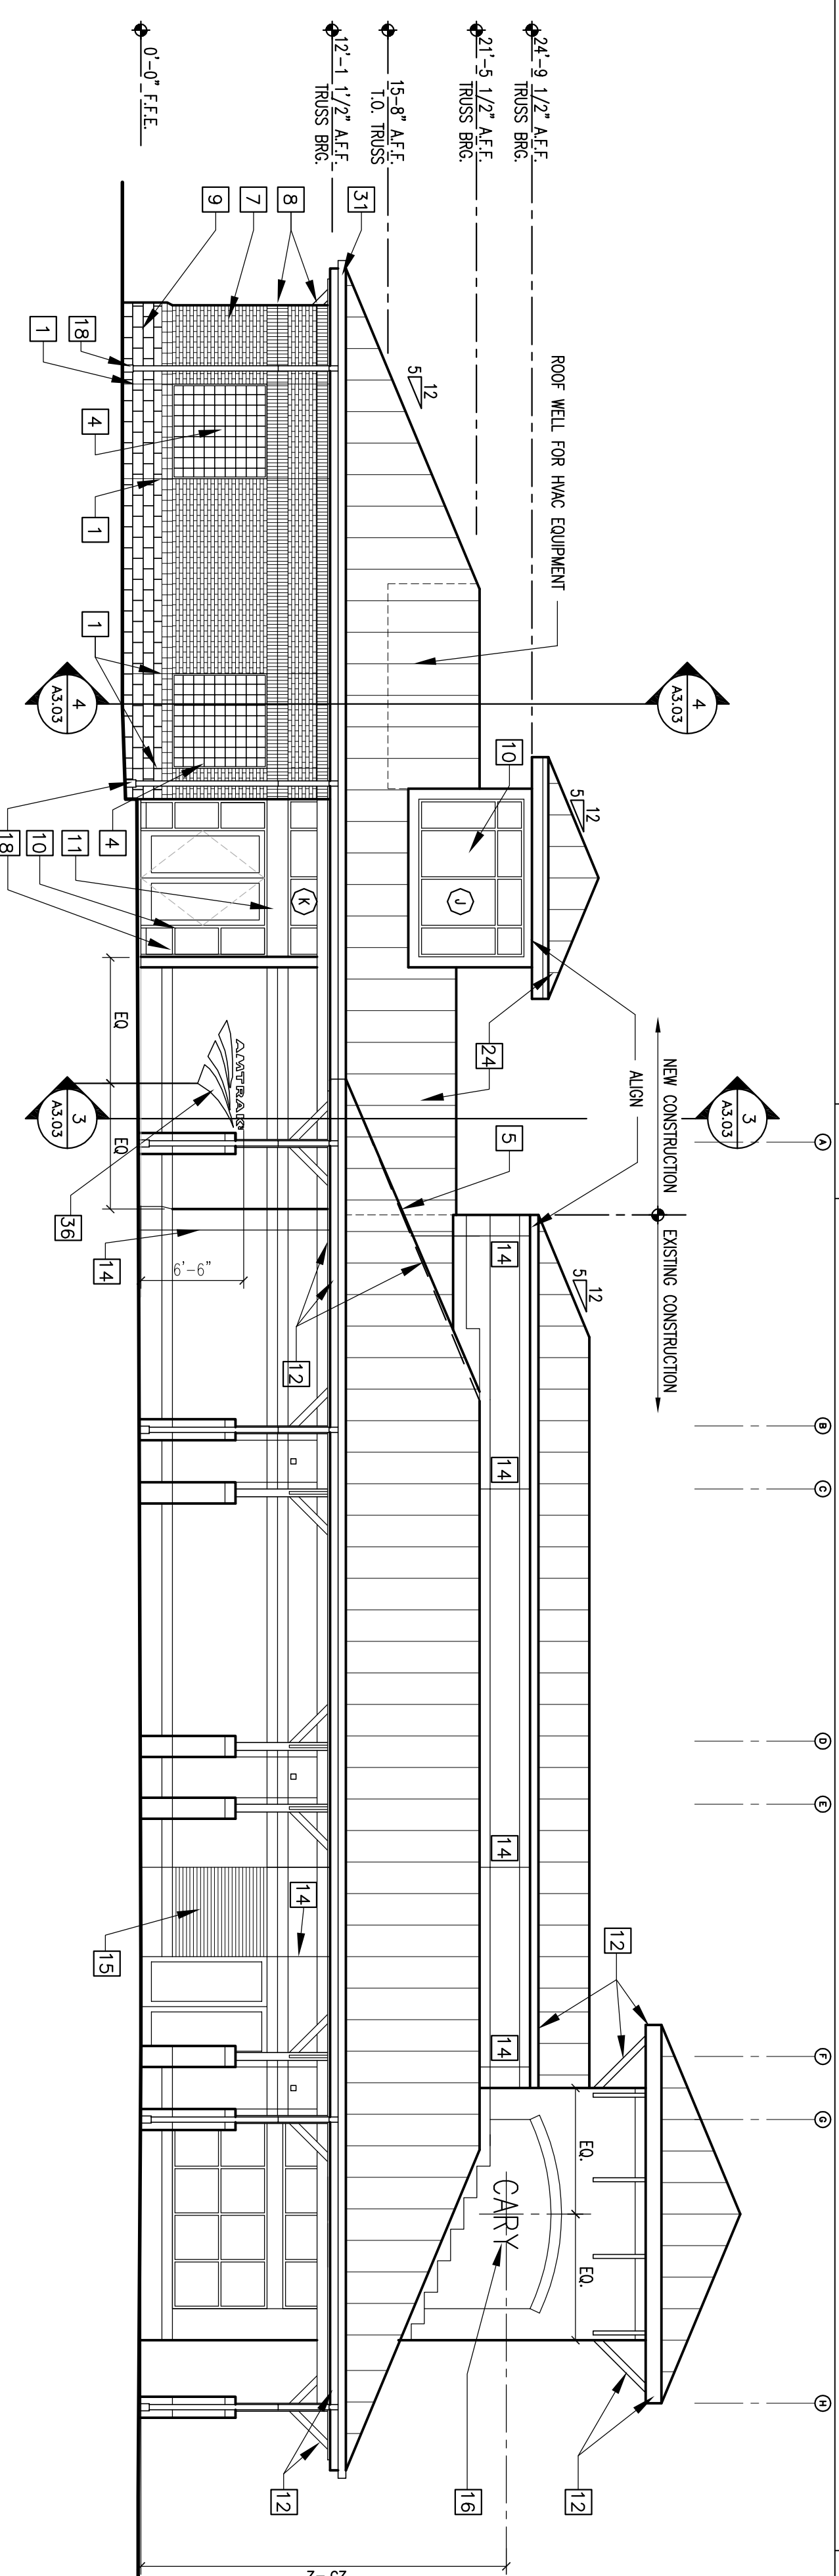 24'-9 1/2" A.F.F.
TRUSS BRG.
21'-5 1/2" A.F.F.
TRUSS BRG.
15-8" A.F.F.
T.O. TRUSS
12'-1 1/2" A.F.F.
TRUSS BRG.
0'-0" F.F.E.
ROOF WELL FOR HVAC EQUIPMENT
NEW CONSTRUCTION
EXISTING CONSTRUCTION
ALIGN
A
B
C
D
E
F
G
H
4
A3.03
3
A3.03
4
A3.03
3
A3.03
12
5
12
5
12
5
31
8
7
9
18
1
4
1
1
4
11
10
18
10
K
J
24
5
36
14
12
14
14
14
14
14
15
12
12
12
16
EQ
EQ
6'-6"
AMTRAK
CARY
EQ.
EQ.